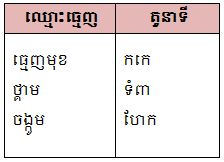 ឈ្មោះធ្មេញ តួនាទី
ធ្មេញមុខ កកេ
ថ្គាម ទំពា
ចង្កូម ហែក